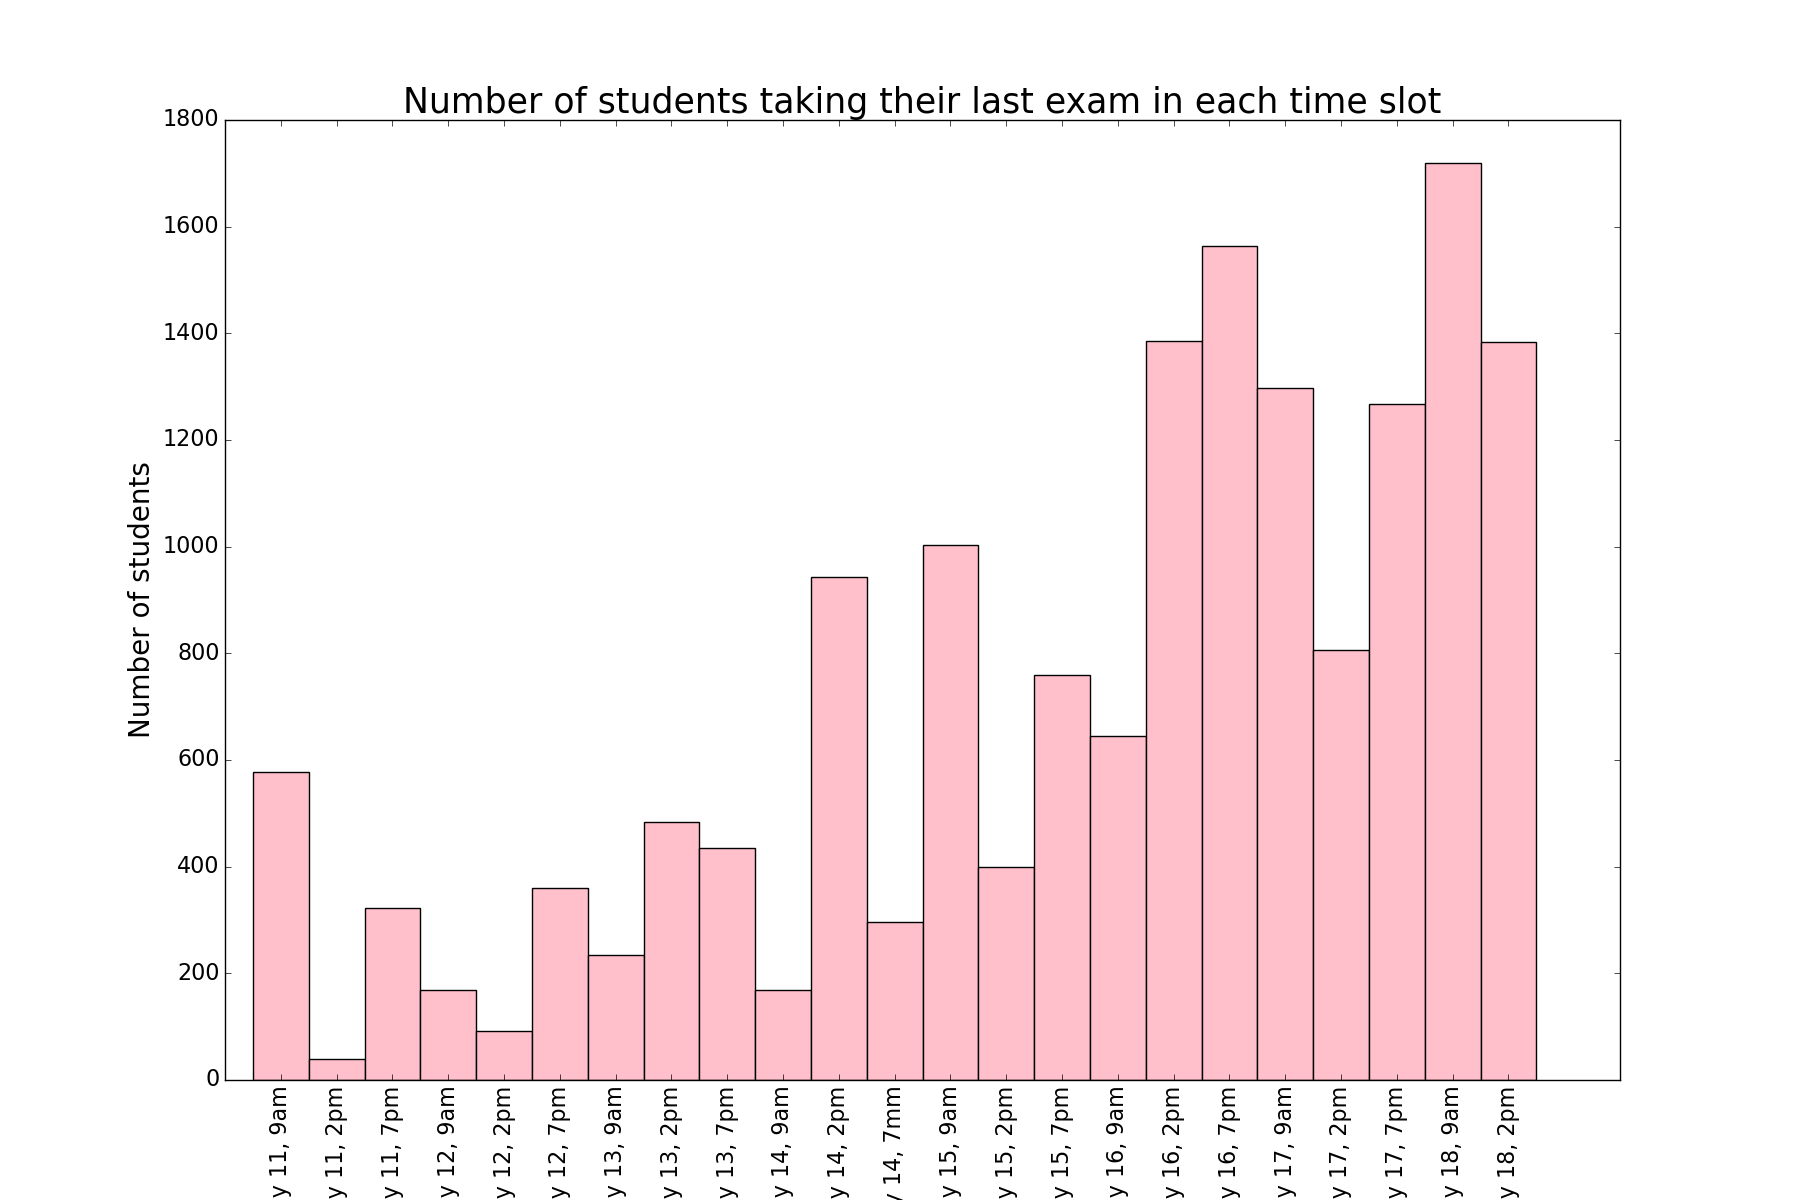 Number of students taking their last exam in each time slot
Number of students
1800
1600
1400
1200
1000
800
600
400
200
0
y 11, 9am
y 11, 2pm
y 11, 7pm
y 12, 9am
y 12, 2pm
y 12, 7pm
y 13, 9am
y 13, 2pm
y 13, 7pm
y 14, 9am
y 14, 2pm
y 14, 7mm
y 15, 9am
y 15, 2pm
y 15, 7pm
y 16, 9am
y 16, 2pm
y 16, 7pm
y 17, 9am
y 17, 2pm
y 17, 7pm
y 18, 9am
y 18, 2pm